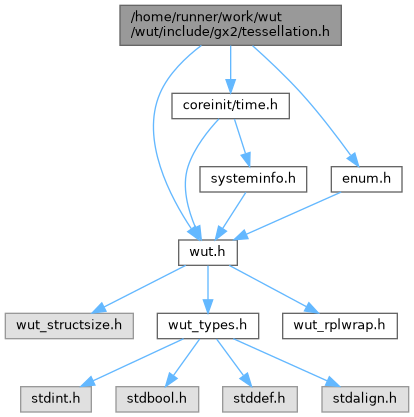 /home/runner/work/wut
/wut/include/gx2/tessellation.h
coreinit/time.h
systeminfo.h
enum.h
wut.h
wut_structsize.h
wut_types.h
wut_rplwrap.h
stdint.h
stdbool.h
stddef.h
stdalign.h